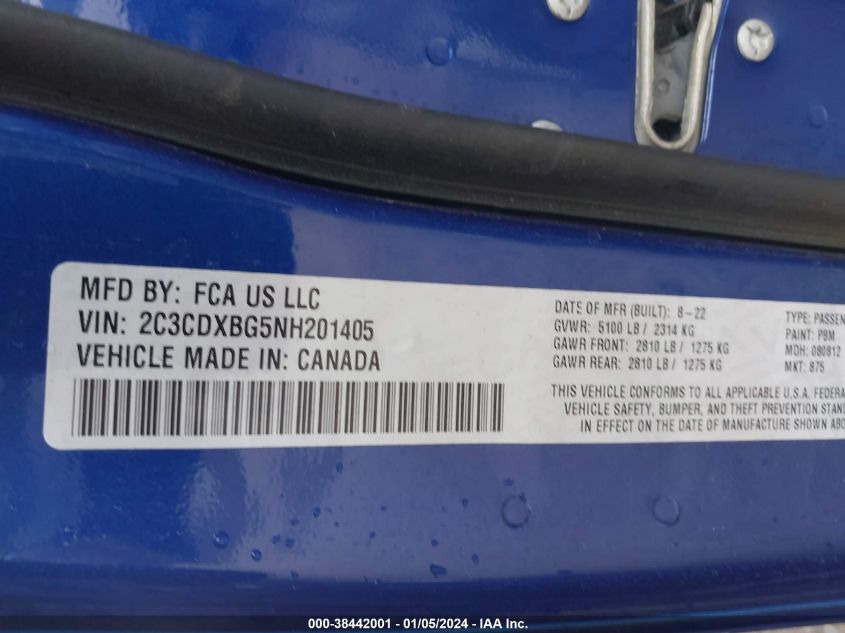 MFD BY: FCA US LLC
VIN: 2C3CDXBG5NH201405
VEHICLE MADE IN: CANADA
DATE OF MFR (BUILT): 8-22
GVWR: 5100 LB / 2314 KG
GAWR FRONT: 2810 LB / 1275 KG
GAWR REAR: 2810 LB / 1275 KG
TYPE: PASSEN
PAINT: PBM
MDH: 080812
MKT: 875
THIS VEHICLE CONFORMS TO ALL APPLICABLE U.S.A. FEDERA
VEHICLE SAFETY, BUMPER, AND THEFT PREVENTION STAN
IN EFFECT ON THE DATE OF MANUFACTURE SHOWN ABO
000-38442001 - 01/05/2024 - IAA Inc.